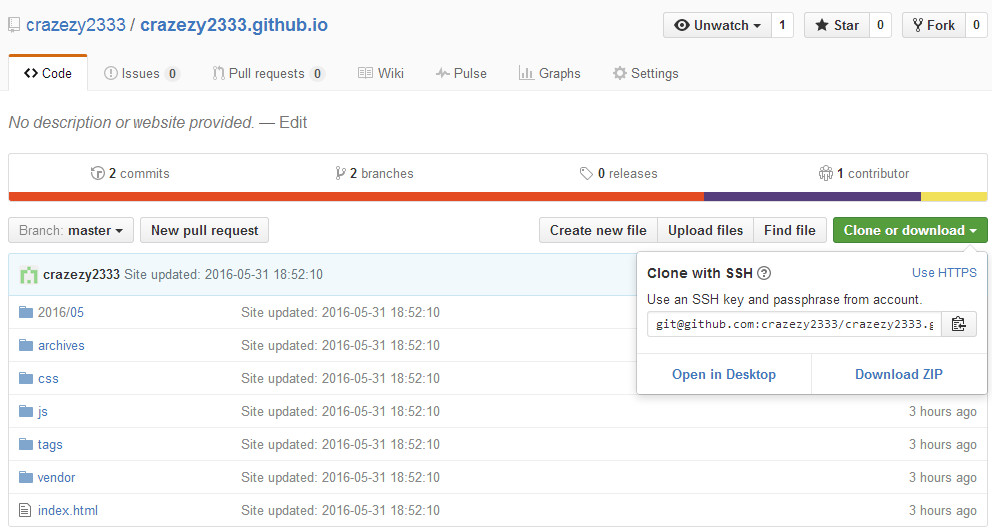 crazezy2333 / crazezy2333.github.io
Unwatch 1 Star 0 Fork 0
Code Issues 0 Pull requests 0 Wiki Pulse Graphs Settings
No description or website provided. — Edit
2 commits 2 branches 0 releases 1 contributor
Branch: master New pull request Create new file Upload files Find file Clone or download
crazezy2333 Site updated: 2016-05-31 18:52:10
Clone with SSH ? Use HTTPS
Use an SSH key and passphrase from account.
git@github.com:crazezy2333/crazezy2333.g
Open in Desktop Download ZIP
2016/05 Site updated: 2016-05-31 18:52:10
archives Site updated: 2016-05-31 18:52:10
css Site updated: 2016-05-31 18:52:10
js Site updated: 2016-05-31 18:52:10 3 hours ago
tags Site updated: 2016-05-31 18:52:10 3 hours ago
vendor Site updated: 2016-05-31 18:52:10 3 hours ago
index.html Site updated: 2016-05-31 18:52:10 3 hours ago